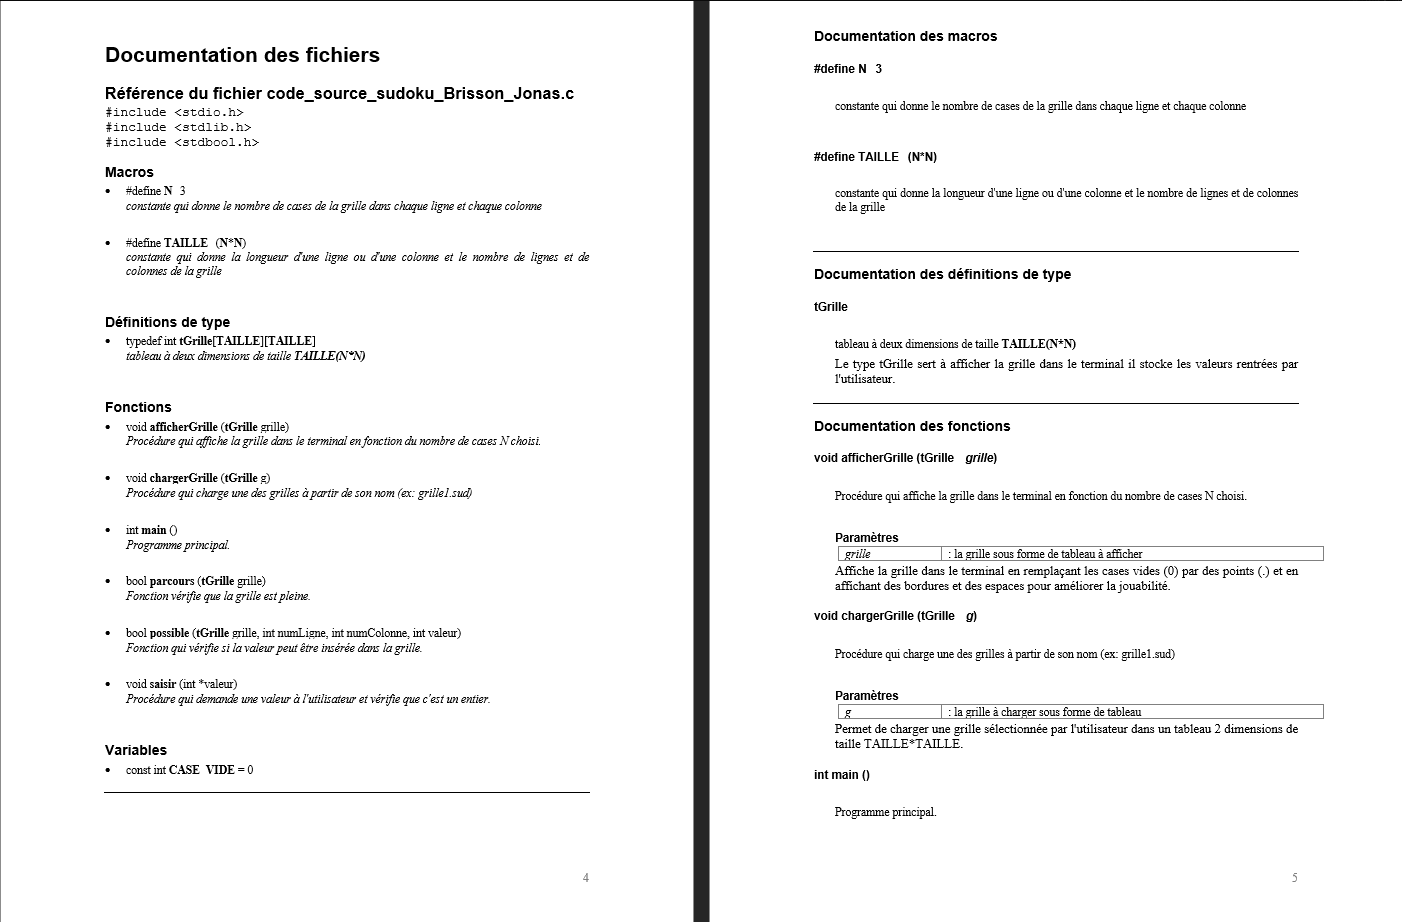 Documentation des fichiers
Référence du fichier code_source_sudoku_Brisson_Jonas.c
#include <stdio.h>
#include <stdlib.h>
#include <stdbool.h>
Macros
• #define N 3
constante qui donne le nombre de cases de la grille dans chaque ligne et chaque colonne
• #define TAILLE (N*N)
constante qui donne la longueur d'une ligne ou d'une colonne et le nombre de lignes et de
colonnes de la grille
Définitions de type
• typedef int tGrille[TAILLE][TAILLE]
tableau à deux dimensions de taille TAILLE(N*N)
Fonctions
• void afficherGrille (tGrille grille)
Procédure qui affiche la grille dans le terminal en fonction du nombre de cases N choisi.
• void chargerGrille (tGrille g)
Procédure qui charge une des grilles à partir de son nom (ex: grille1.sud)
• int main ()
Programme principal.
• bool parcours (tGrille grille)
Fonction vérifie que la grille est pleine.
• bool possible (tGrille grille, int numLigne, int numColonne, int valeur)
Fonction qui vérifie si la valeur peut être insérée dans la grille.
• void saisir (int *valeur)
Procédure qui demande une valeur à l'utilisateur et vérifie que c'est un entier.
Variables
• const int CASE_VIDE = 0
4
Documentation des macros
#define N 3
constante qui donne le nombre de cases de la grille dans chaque ligne et chaque colonne
#define TAILLE (N*N)
constante qui donne la longueur d'une ligne ou d'une colonne et le nombre de lignes et de colonnes
de la grille
Documentation des définitions de type
tGrille
tableau à deux dimensions de taille TAILLE(N*N)
Le type tGrille sert à afficher la grille dans le terminal il stocke les valeurs rentrées par
l'utilisateur.
Documentation des fonctions
void afficherGrille (tGrille grille)
Procédure qui affiche la grille dans le terminal en fonction du nombre de cases N choisi.
Paramètres
grille : la grille sous forme de tableau à afficher
Affiche la grille dans le terminal en remplaçant les cases vides (0) par des points (.) et en
affichant des bordures et des espaces pour améliorer la jouabilité.
void chargerGrille (tGrille g)
Procédure qui charge une des grilles à partir de son nom (ex: grille1.sud)
Paramètres
g : la grille à charger sous forme de tableau
Permet de charger une grille sélectionnée par l'utilisateur dans un tableau 2 dimensions de
taille TAILLE*TAILLE.
int main ()
Programme principal.
5